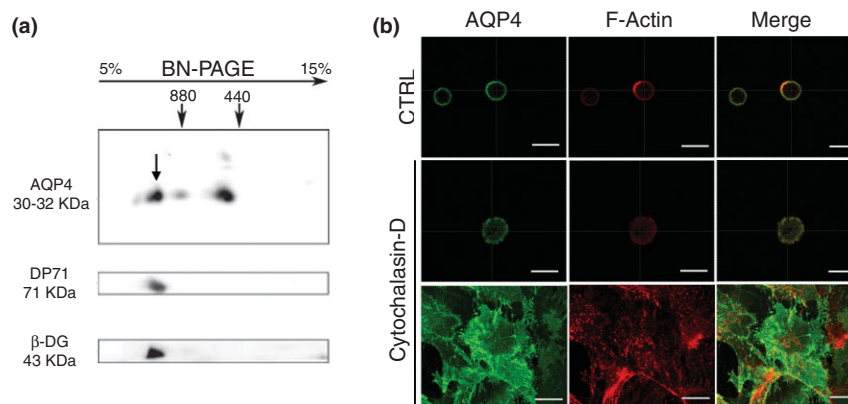 (a)
5% BN-PAGE 15%
880 440
AQP4
30-32 KDa
DP71
71 KDa
β-DG
43 KDa
(b)
AQP4 F-Actin Merge
CTRL
Cytochalasin-D